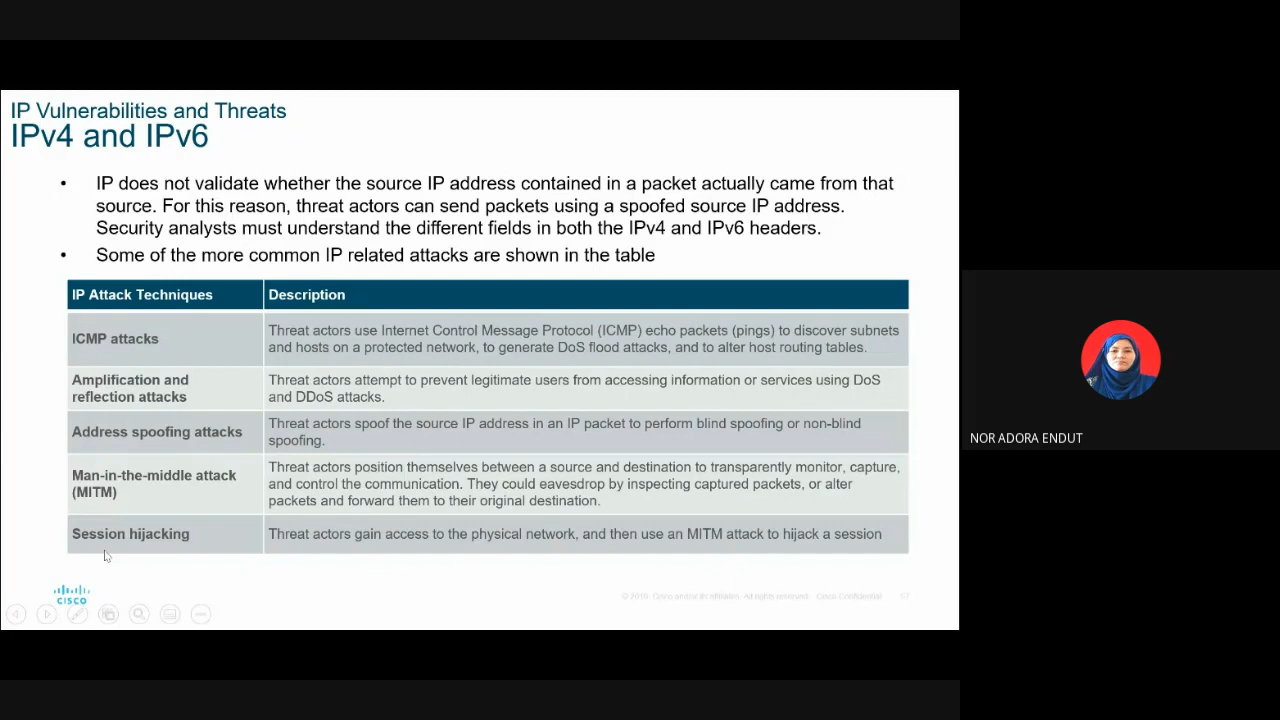 IP Vulnerabilities and Threats
IPv4 and IPv6
• IP does not validate whether the source IP address contained in a packet actually came from that
source. For this reason, threat actors can send packets using a spoofed source IP address.
Security analysts must understand the different fields in both the IPv4 and IPv6 headers.
• Some of the more common IP related attacks are shown in the table
IP Attack Techniques
Description
ICMP attacks
Threat actors use Internet Control Message Protocol (ICMP) echo packets (pings) to discover subnets
and hosts on a protected network, to generate DoS flood attacks, and to alter host routing tables.
Amplification and
reflection attacks
Threat actors attempt to prevent legitimate users from accessing information or services using DoS
and DDoS attacks.
Address spoofing attacks
Threat actors spoof the source IP address in an IP packet to perform blind spoofing or non-blind
spoofing.
Man-in-the-middle attack
(MITM)
Threat actors position themselves between a source and destination to transparently monitor, capture,
and control the communication. They could eavesdrop by inspecting captured packets, or alter
packets and forward them to their original destination.
Session hijacking
Threat actors gain access to the physical network, and then use an MITM attack to hijack a session
CISCO
Cisco and/or its affiliates. All rights reserved. Cisco Confidential
NOR ADORA ENDUT